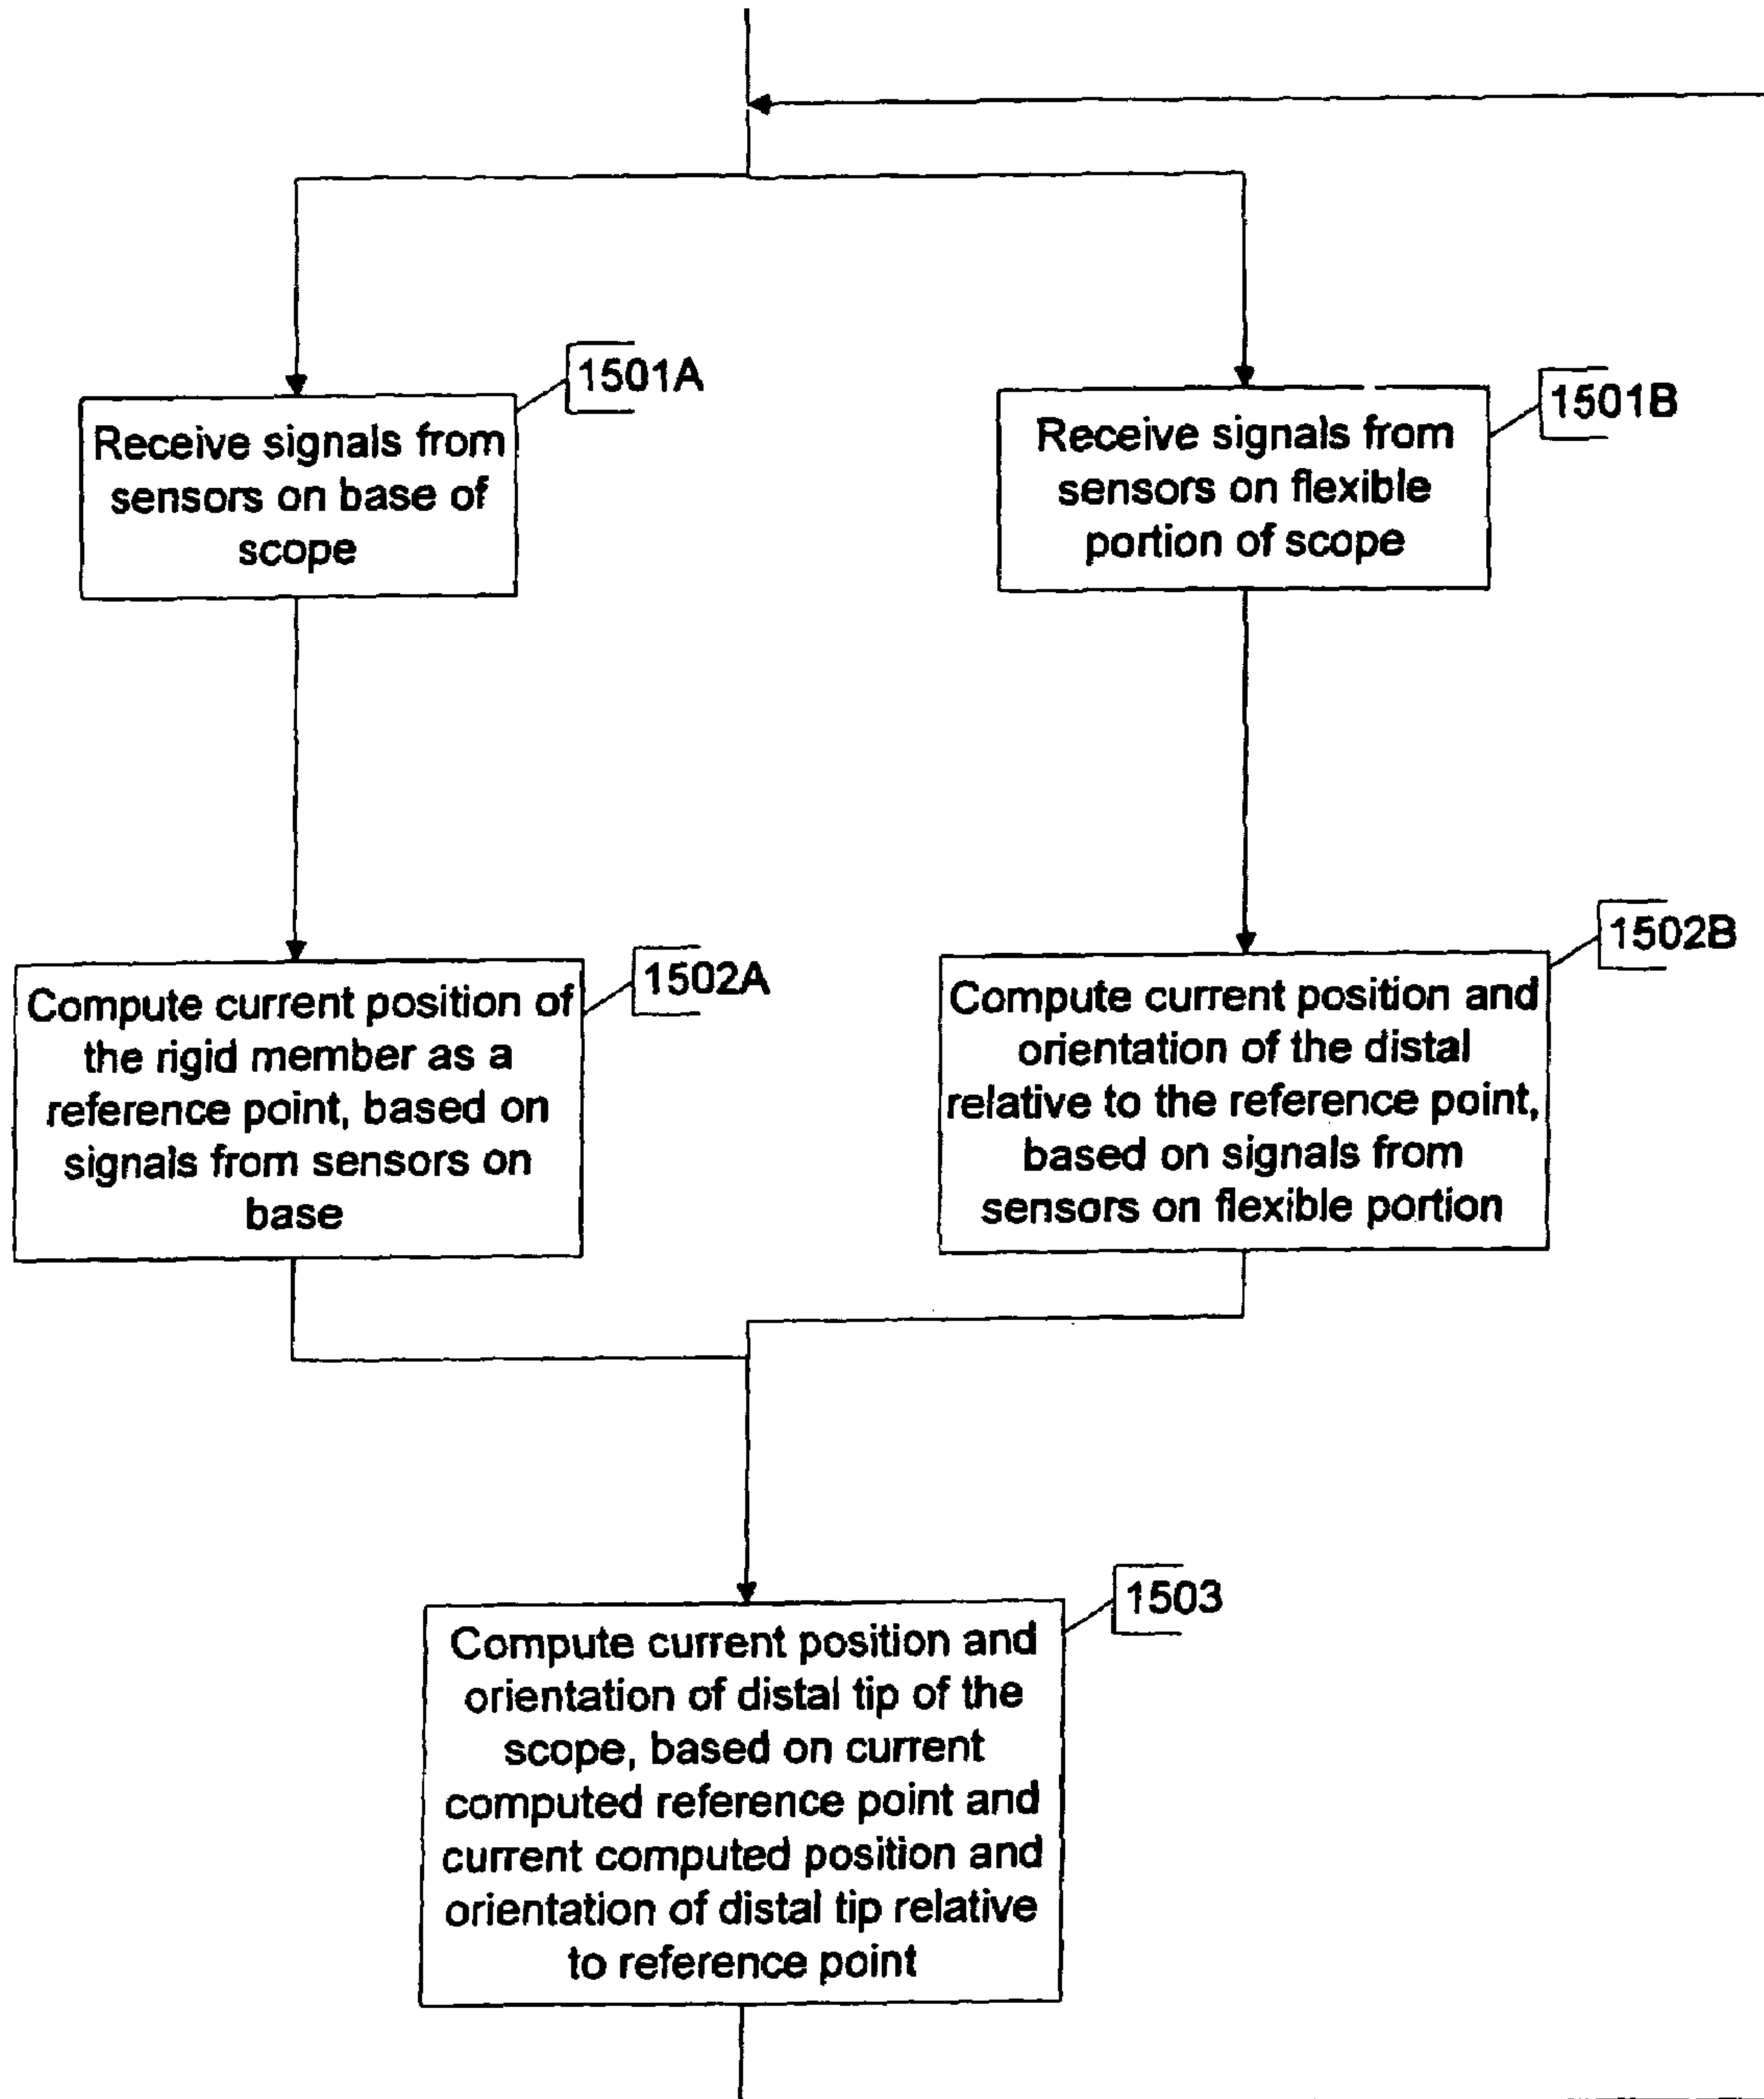 1501A
Receive signals from
sensors on base of
scope
1501B
Receive signals from
sensors on flexible
portion of scope
1502A
Compute current position of
the rigid member as a
reference point, based on
signals from sensors on
base
1502B
Compute current position and
orientation of the distal
relative to the reference point,
based on signals from
sensors on flexible portion
1503
Compute current position and
orientation of distal tip of the
scope, based on current
computed reference point and
current computed position and
orientation of distal tip relative
to reference point